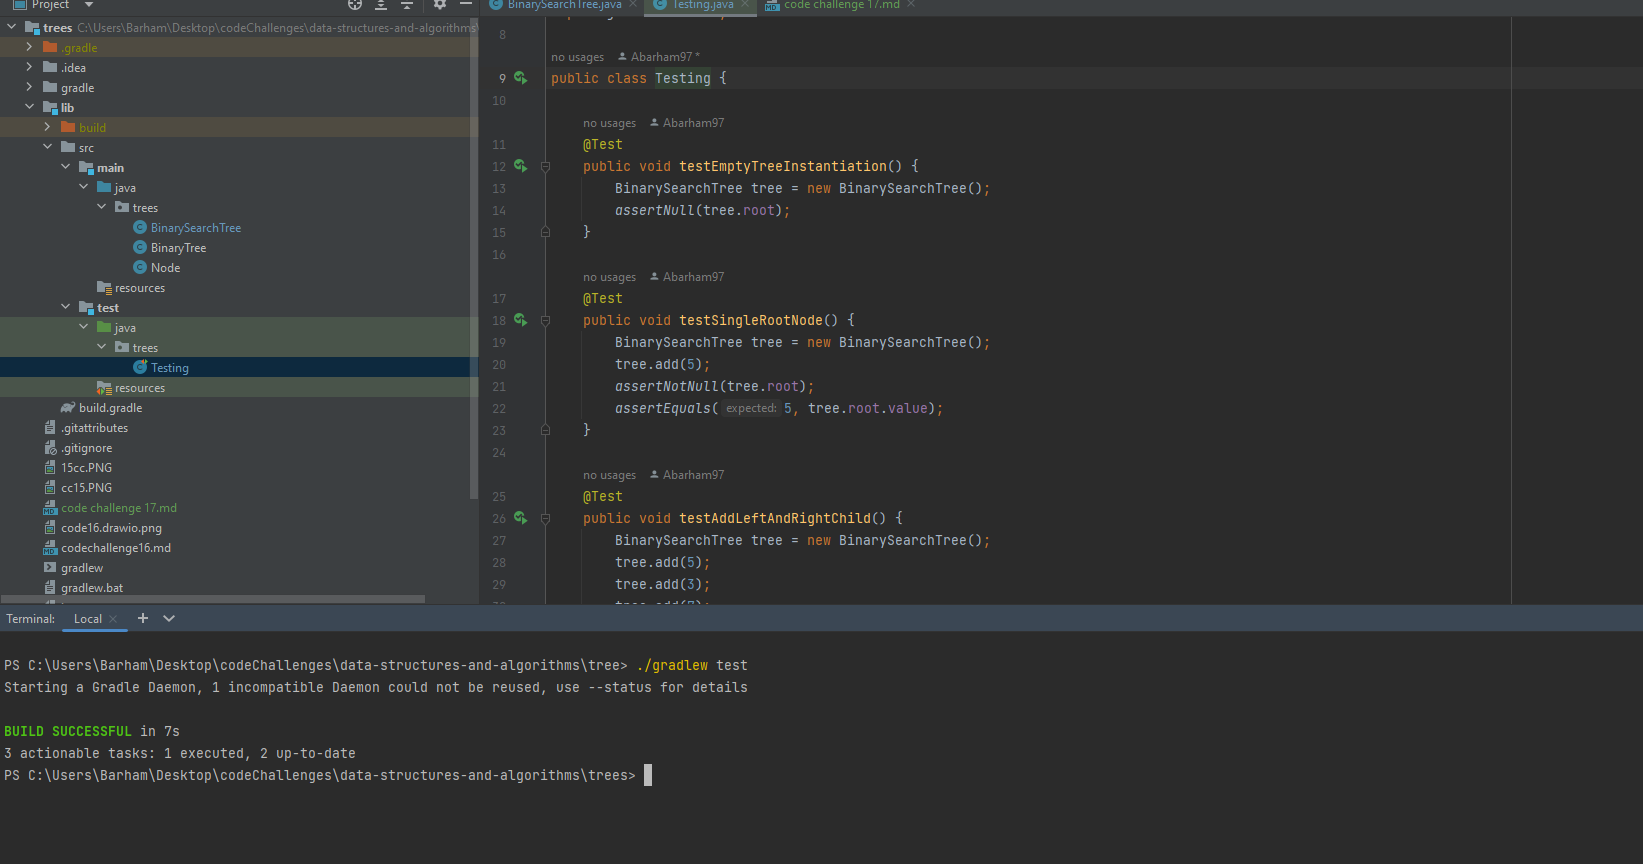 Project
trees C:\Users\Barham\Desktop\codeChallenges\data-structures-and-algorithms\
.gradle
.idea
gradle
lib
build
src
main
java
trees
BinarySearchTree
BinaryTree
Node
resources
test
java
trees
Testing
resources
build.gradle
.gitattributes
.gitignore
15cc.PNG
cc15.PNG
code challenge 17.md
code16.drawio.png
codechallenge16.md
gradlew
gradlew.bat
BinarySearchTree.java
Testing.java
code challenge 17.md
8
no usages Abarham97 *
9 public class Testing {
10
no usages Abarham97
11 @Test
12 public void testEmptyTreeInstantiation() {
13 BinarySearchTree tree = new BinarySearchTree();
14 assertNull(tree.root);
15 }
16
no usages Abarham97
17 @Test
18 public void testSingleRootNode() {
19 BinarySearchTree tree = new BinarySearchTree();
20 tree.add(5);
21 assertNotNull(tree.root);
22 assertEquals( expected: 5, tree.root.value);
23 }
24
no usages Abarham97
25 @Test
26 public void testAddLeftAndRightChild() {
27 BinarySearchTree tree = new BinarySearchTree();
28 tree.add(5);
29 tree.add(3);
Terminal: Local
PS C:\Users\Barham\Desktop\codeChallenges\data-structures-and-algorithms\tree> ./gradlew test
Starting a Gradle Daemon, 1 incompatible Daemon could not be reused, use --status for details
BUILD SUCCESSFUL in 7s
3 actionable tasks: 1 executed, 2 up-to-date
PS C:\Users\Barham\Desktop\codeChallenges\data-structures-and-algorithms\trees>